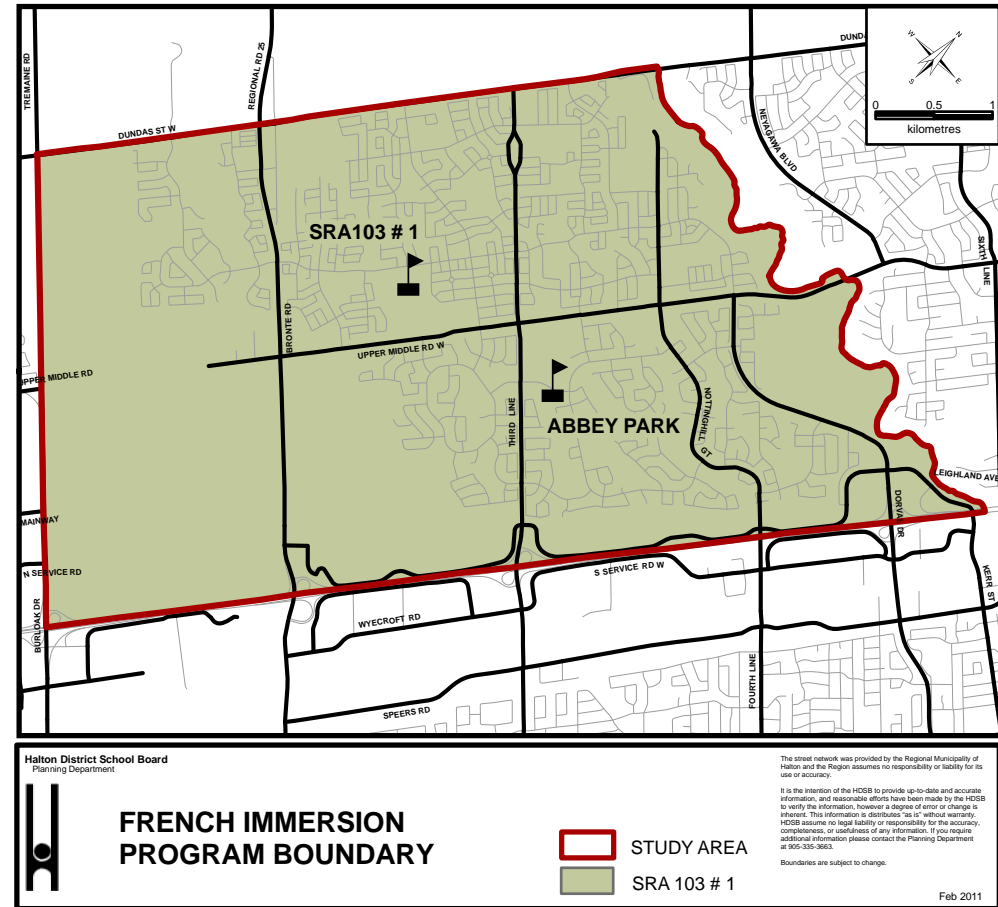 DUNDA
W
N
S
E
0
0.5
1
kilometres
TREMAINE RD
REGIONAL RD 25
DUNDAS ST W
NEYAGAWA BLVD
SIXTH LINE
SRA103 # 1
BRONTE RD
UPPER MIDDLE RD W
UPPER MIDDLE RD
THIRD LINE
ABBEY PARK
NOTTINGHILL GT
LEIGHLAND AVE
DORVAL DR
MAINWAY
N SERVICE RD
S SERVICE RD W
KERR ST
BURLOAK DR
WYECROFT RD
FOURTH LINE
SPEERS RD
Halton District School Board
Planning Department
FRENCH IMMERSION
PROGRAM BOUNDARY
STUDY AREA
SRA 103 # 1
The street network was provided by the Regional Municipality of
Halton and the Region assumes no responsibility or liability for its
use or accuracy.
It is the intention of the HDSB to provide up-to-date and accurate
information, and reasonable efforts have been made by the HDSB
to verify the information, however a degree of error or change is
inherent. This information is distributes "as is" without warranty.
HDSB assume no legal liability or responsibility for the accuracy,
completeness, or usefulness of any information. If you require
additional information please contact the Planning Department
at 905-335-3663.
Boundaries are subject to change.
Feb 2011